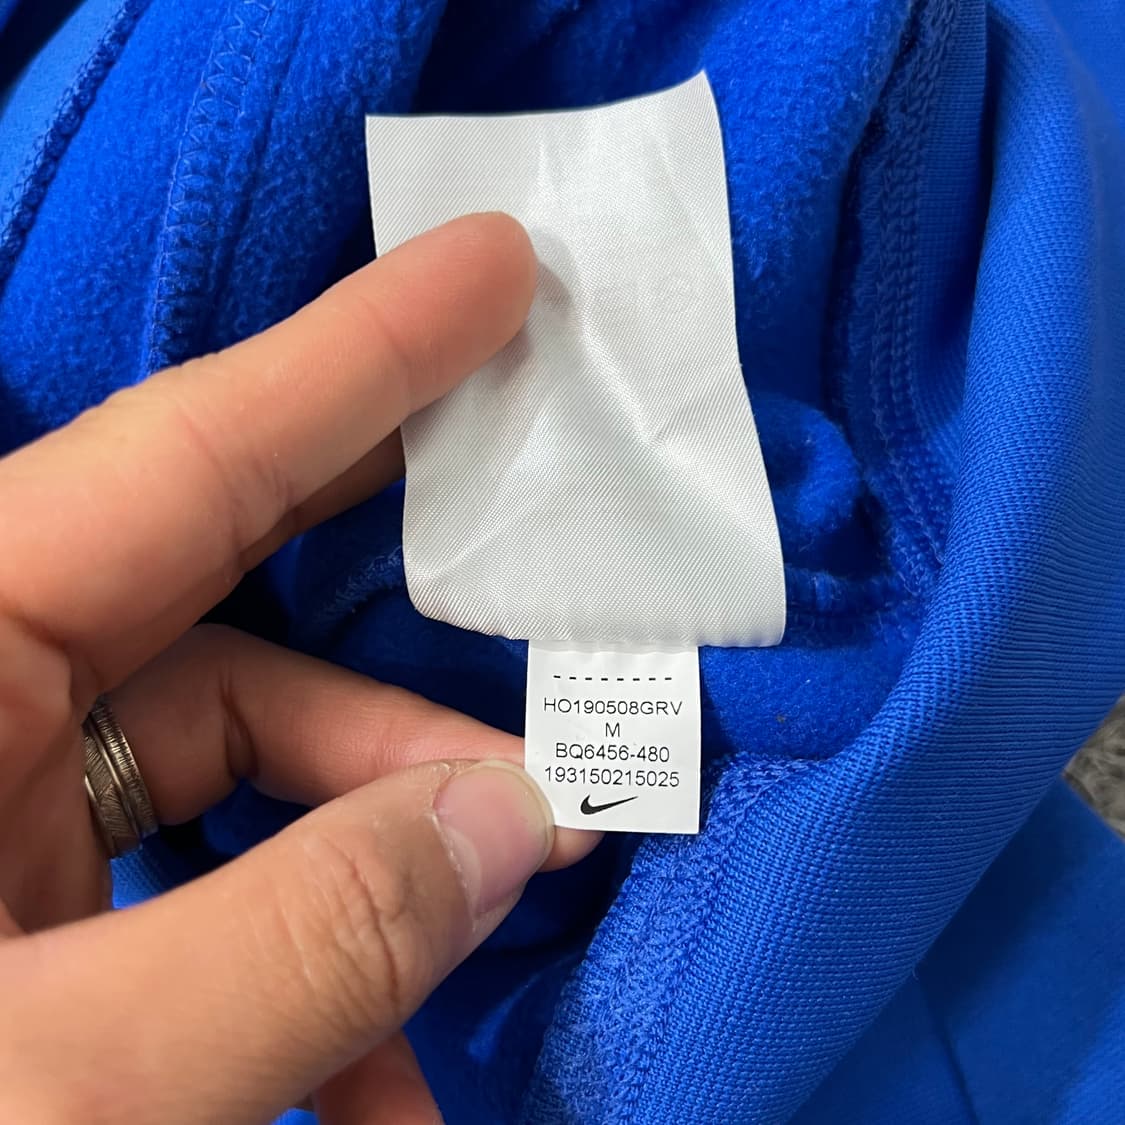 --------
HO190508GRV
M
BQ6456-480
193150215025